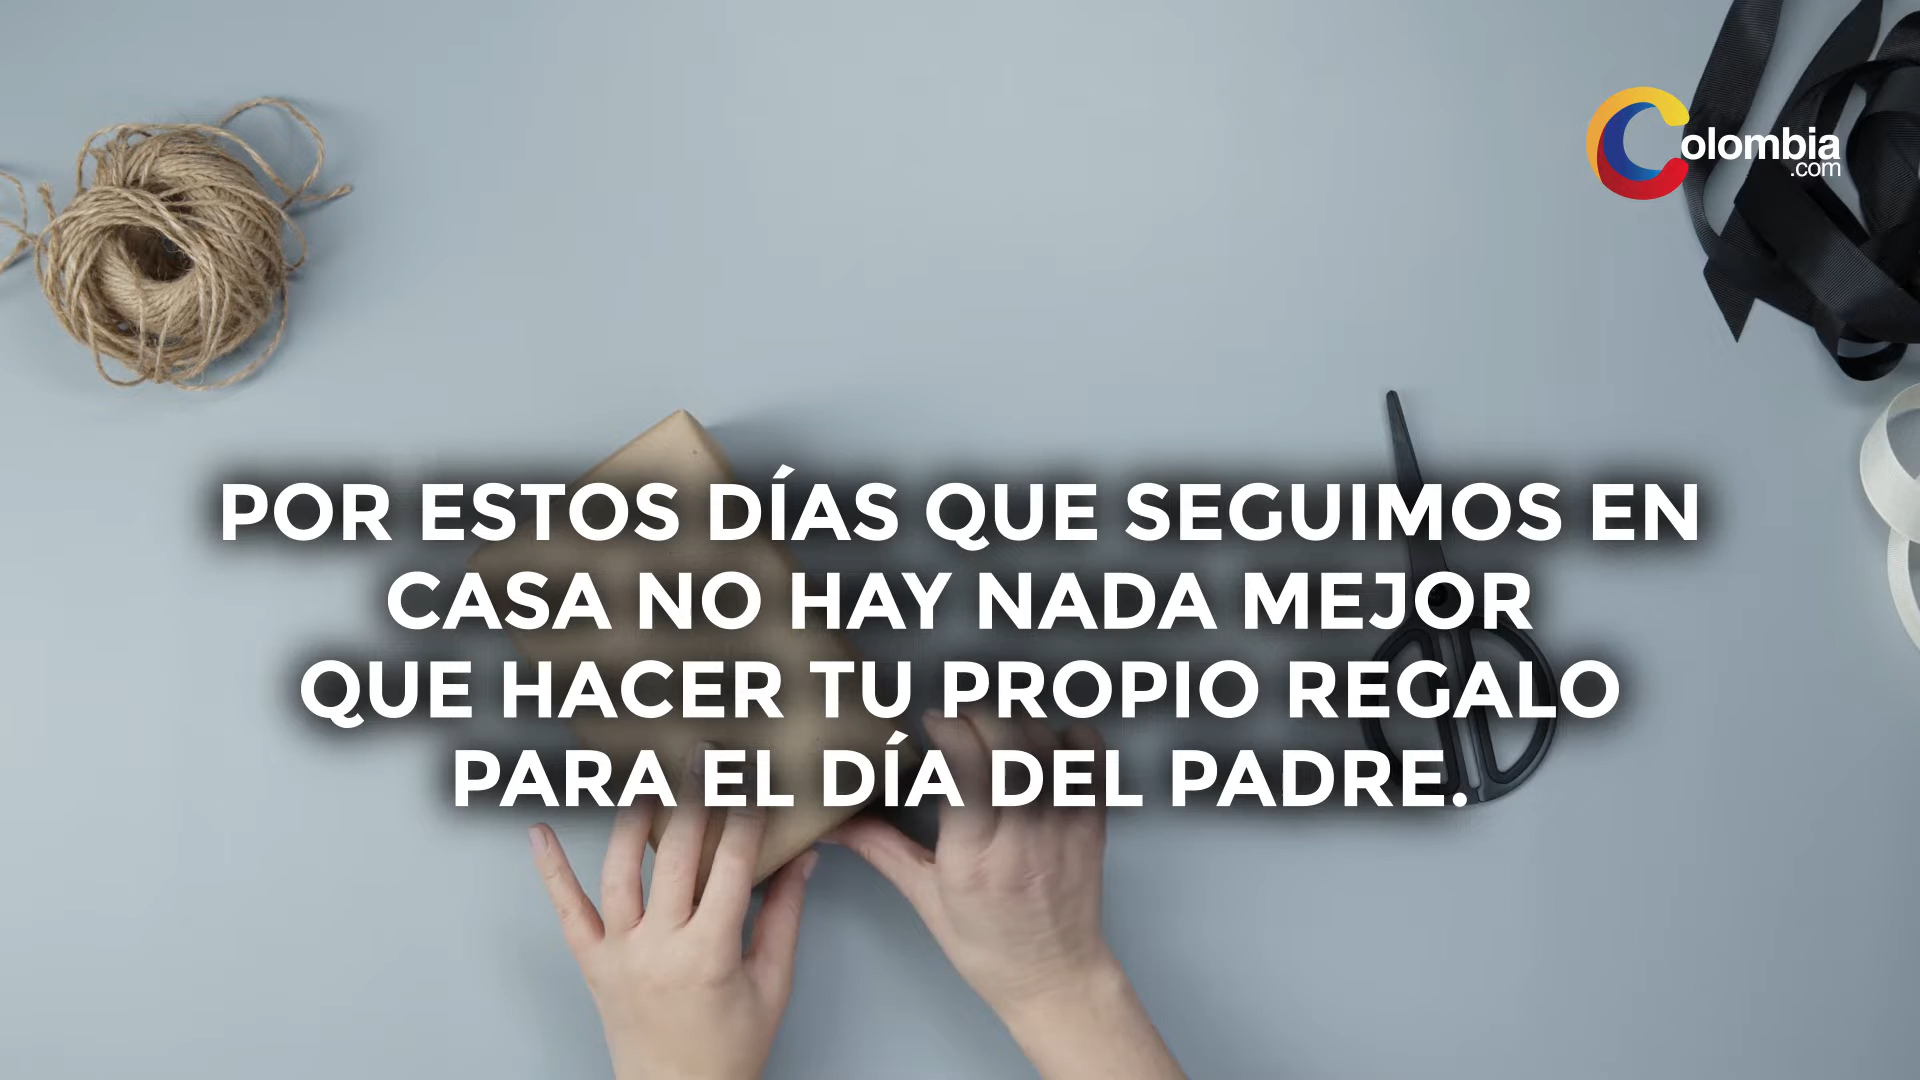 Colombia
.com
POR ESTOS DÍAS QUE SEGUIMOS EN
CASA NO HAY NADA MEJOR
QUE HACER TU PROPIO REGALO
PARA EL DÍA DEL PADRE.